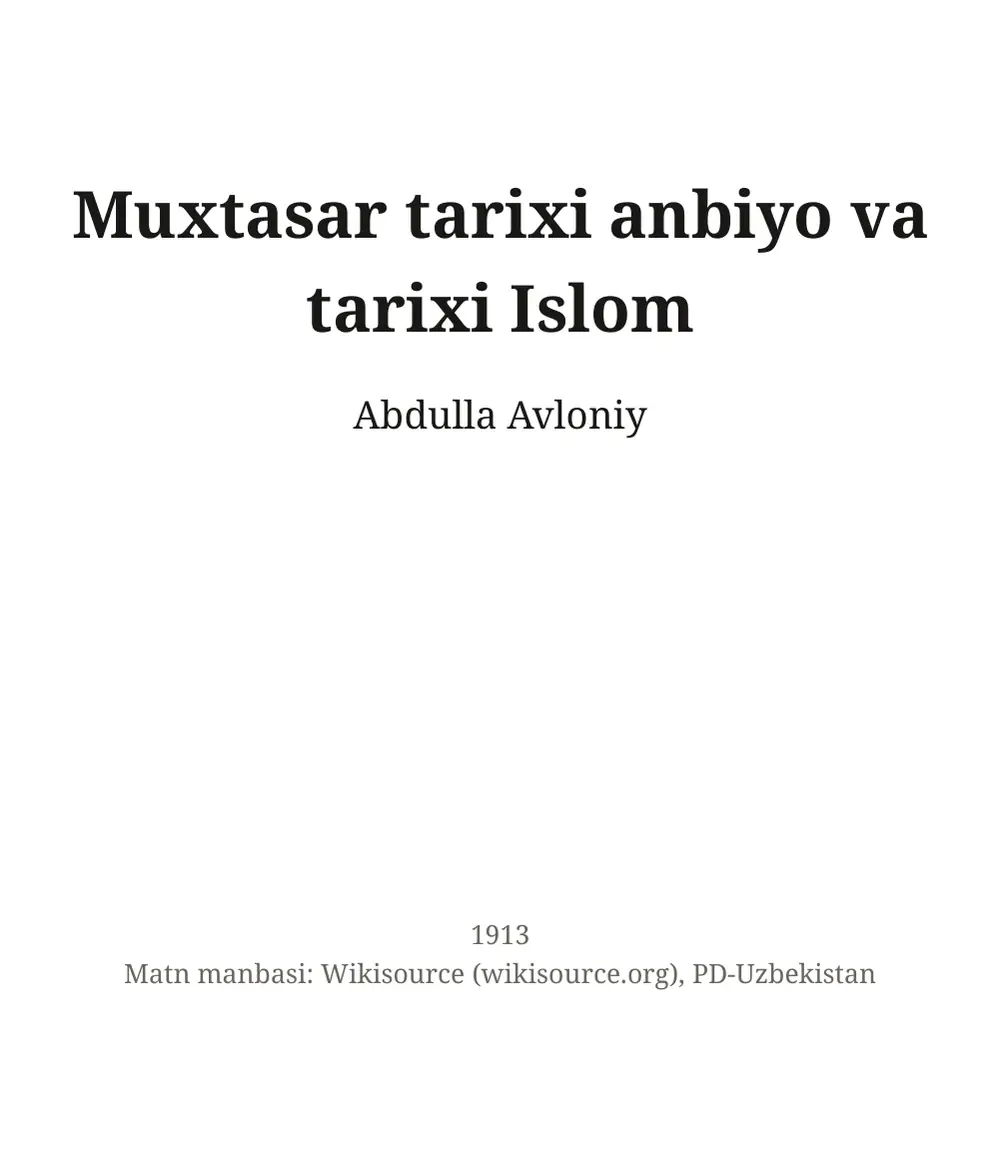 Muxtasar tarixi anbiyo va
tarixi Islom
Abdulla Avloniy
1913
Matn manbasi: Wikisource (wikisource.org), PD-Uzbekistan